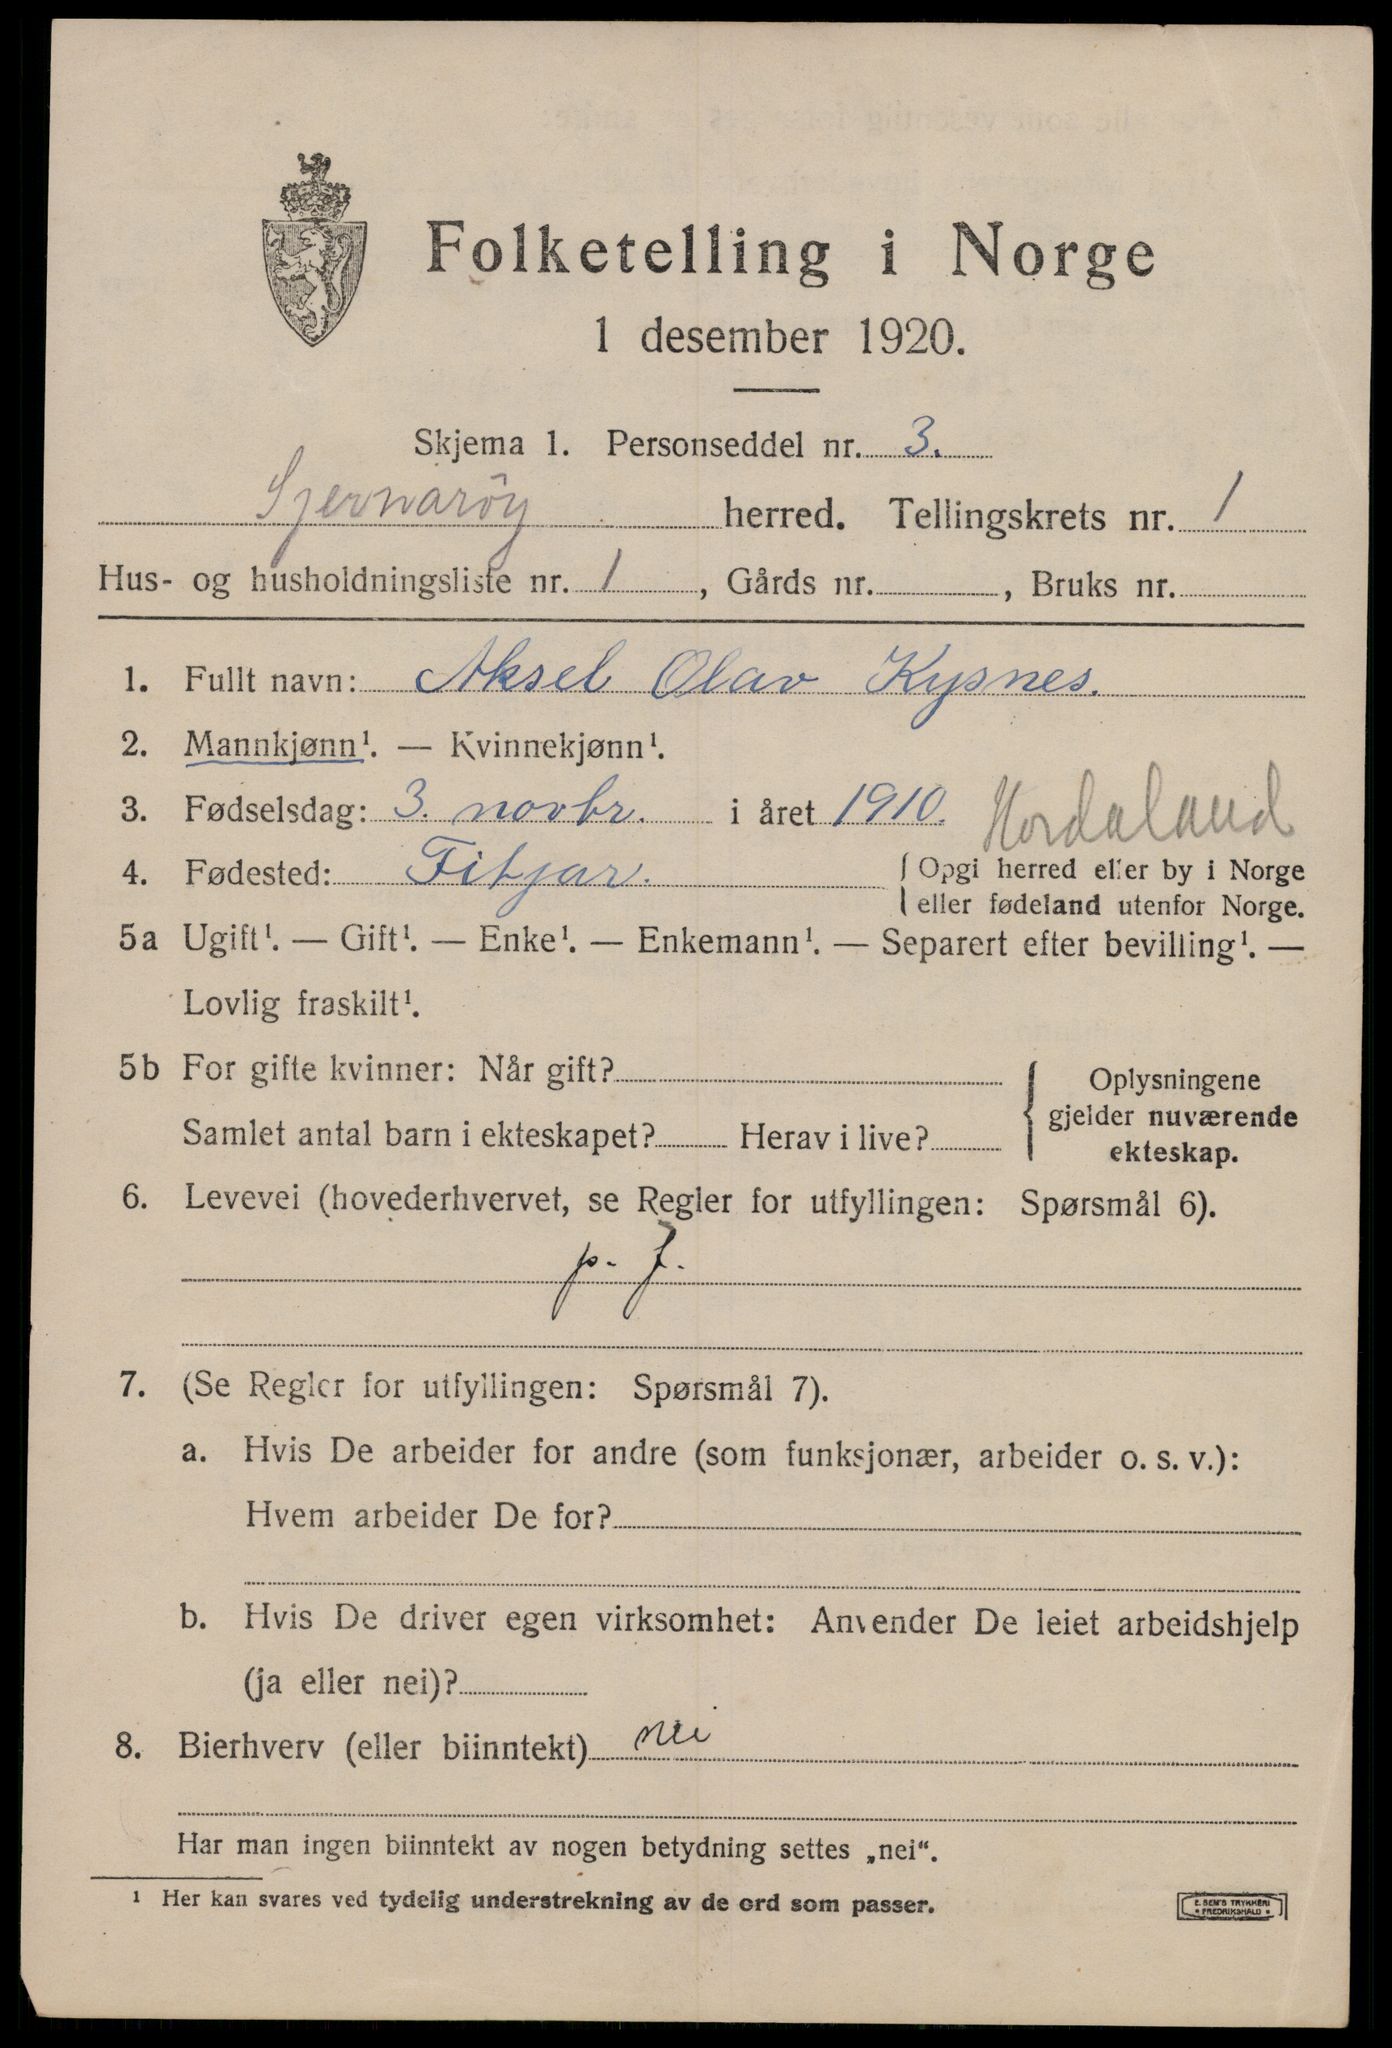 Folketelling i Norge
1 desember 1920.
Skjema 1. Personseddel nr. 3.
Sjernarøy herred. Tellingskrets nr. 1
Hus- og husholdningsliste nr. 1, Gårds nr. , Bruks nr.
1. Fullt navn: Aksel Olav Kysnes.
2. Mannkjønn¹. — Kvinnekjønn¹.
3. Fødselsdag: 3. novbr. i året 1910. Hordaland
4. Fødested: Fitjar. { Opgi herred eller by i Norge
eller fødeland utenfor Norge.
5a Ugift¹. — Gift¹. — Enke¹. — Enkemann¹. — Separert efter bevilling¹. —
Lovlig fraskilt¹.
5b For gifte kvinner: Når gift?
Samlet antal barn i ekteskapet? Herav i live?
{ Oplysningene
gjelder nuværende
ekteskap.
6. Levevei (hovederhvervet, se Regler for utfyllingen: Spørsmål 6).
p. f.
7. (Se Regler for utfyllingen: Spørsmål 7).
a. Hvis De arbeider for andre (som funksjonær, arbeider o. s. v.):
Hvem arbeider De for?
b. Hvis De driver egen virksomhet: Anvender De leiet arbeidshjelp
(ja eller nei)?
8. Bierhverv (eller biinntekt) nei
Har man ingen biinntekt av nogen betydning settes „nei“.
¹ Her kan svares ved tydelig understrekning av de ord som passer.
E. SEM'S TRYKKERI
* FREDRIKSHALD *